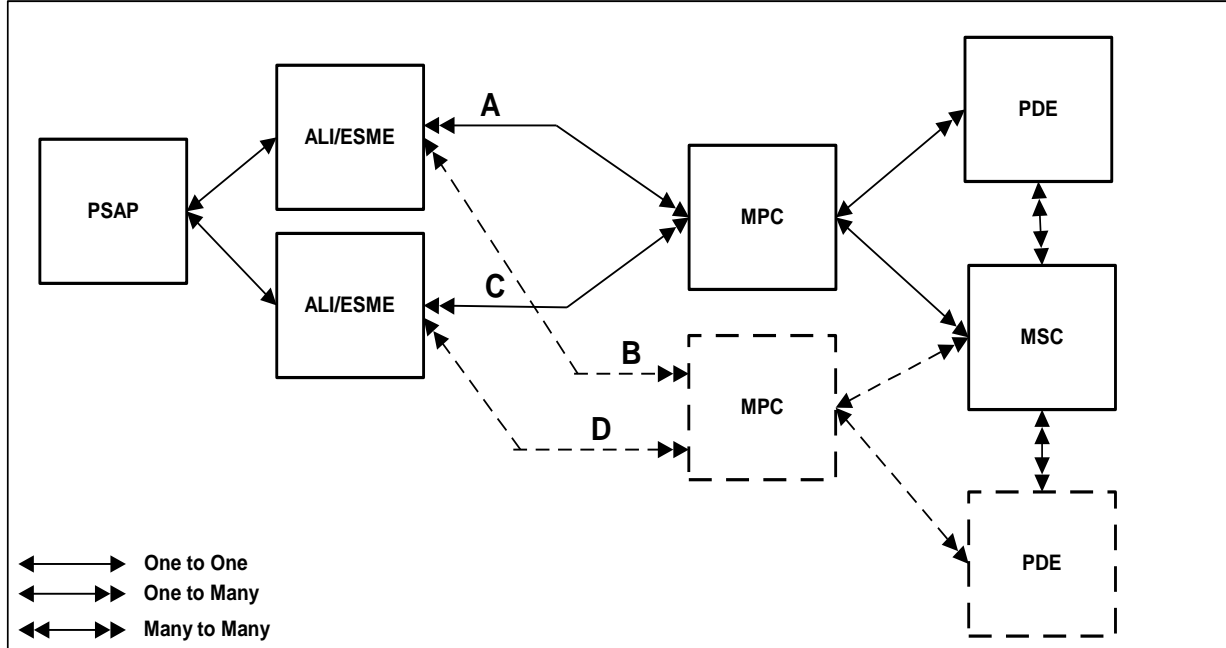 A
PDE
ALI/ESME
PSAP
MPC
C
ALI/ESME
MSC
B
MPC
D
PDE
One to One
One to Many
Many to Many